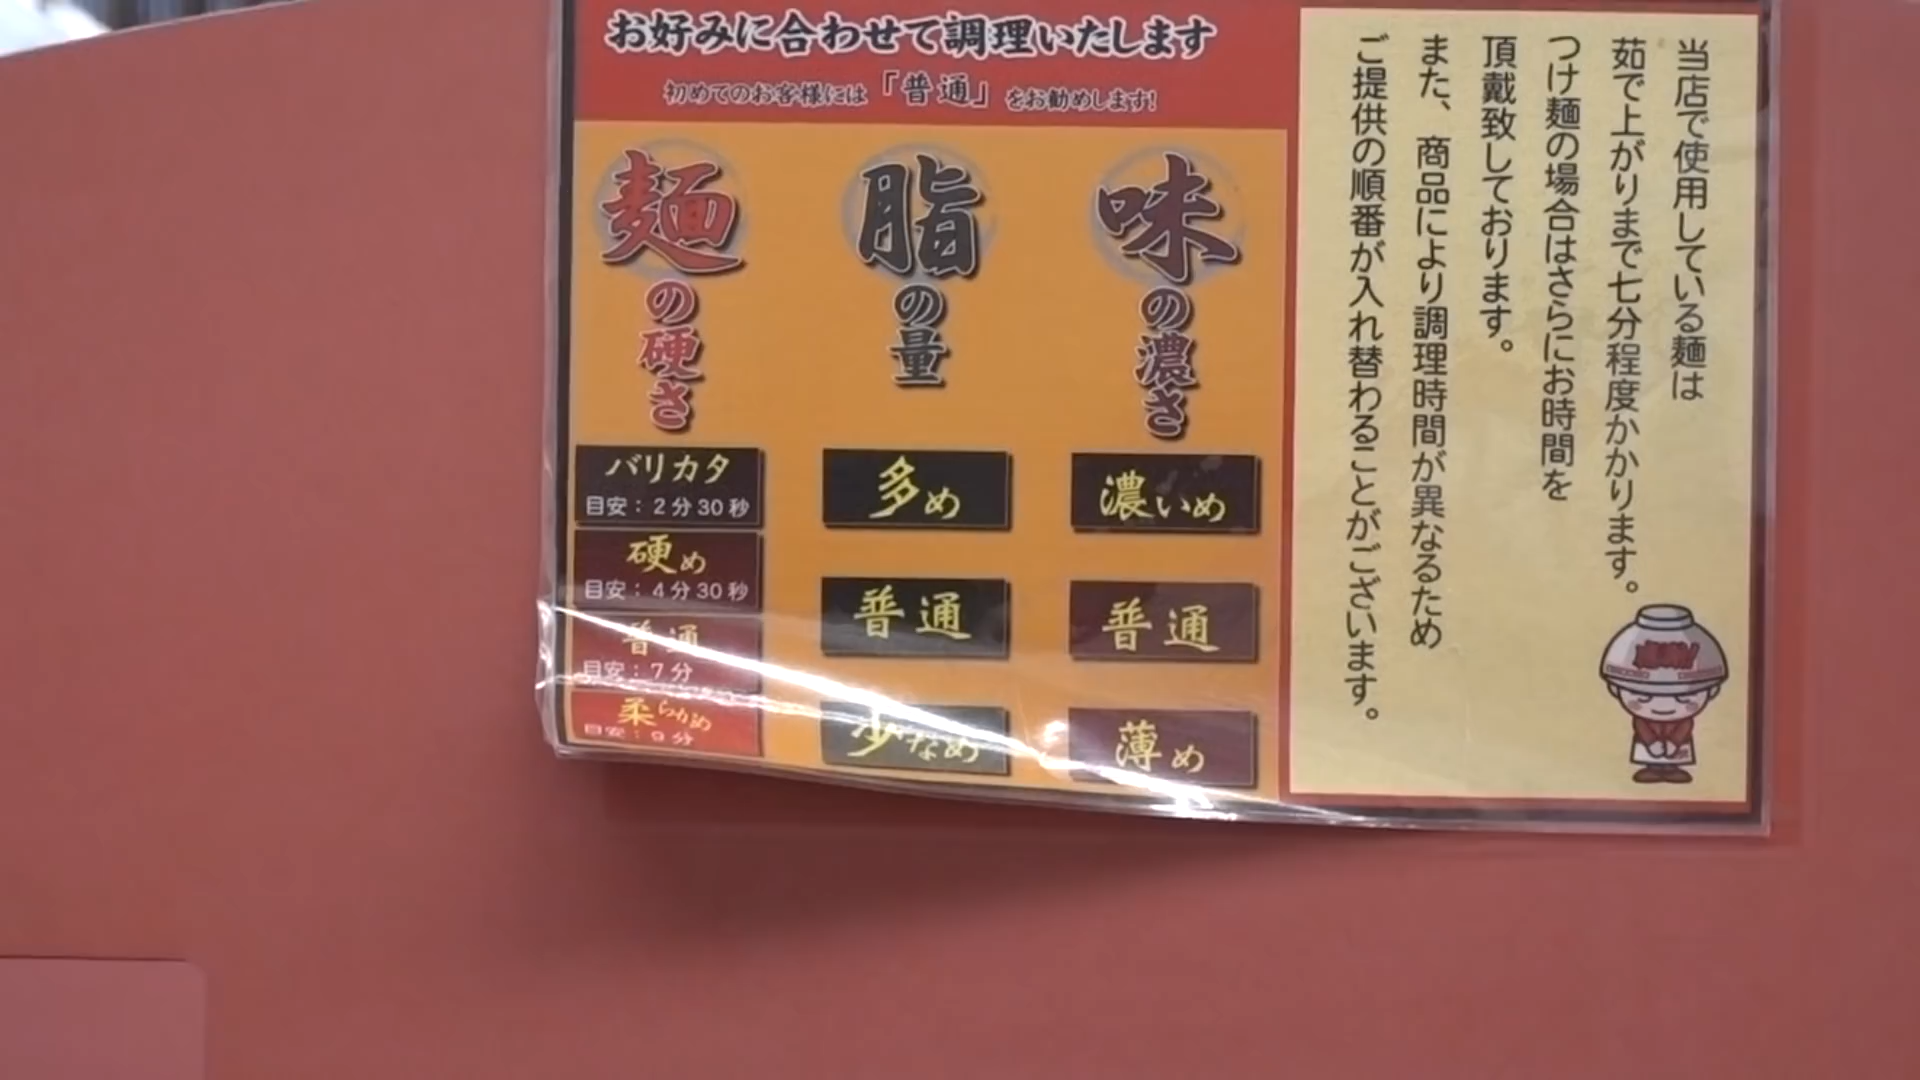 お好みに合わせて調理いたします
初めてのお客様には「普通」をお勧めします!
麺の硬さ
バリカタ
目安：2分30秒
硬め
目安：4分30秒
普通
目安：7分
柔らかめ
目安：9分
脂の量
多め
普通
少なめ
味の濃さ
濃いめ
普通
薄め
当店で使用している麺は
茹で上がりまで七分程度かかります。
つけ麺の場合はさらにお時間を
頂戴致しております。
また、商品により調理時間が異なるため
ご提供の順番が入れ替わることがございます。